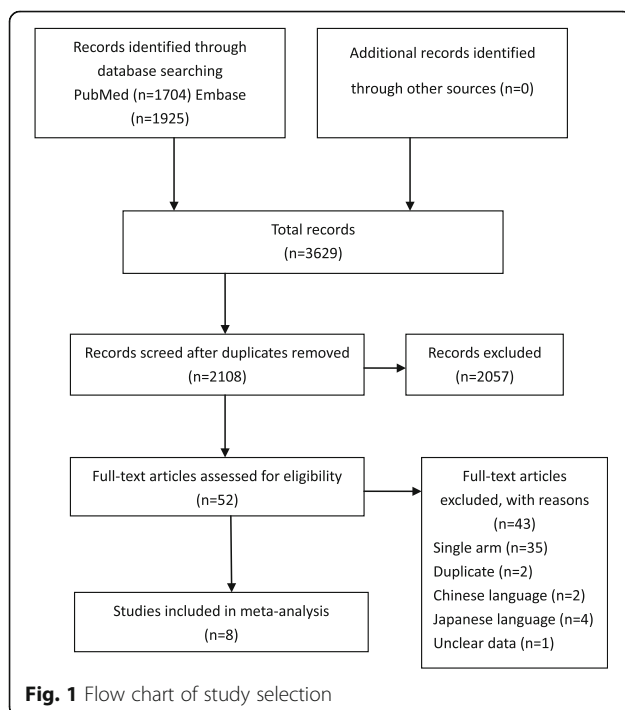 Records identified through
database searching
PubMed (n=1704) Embase
(n=1925)
Additional records identified
through other sources (n=0)
Total records
(n=3629)
Records screed after duplicates removed
(n=2108)
Records excluded
(n=2057)
Full-text articles assessed for eligibility
(n=52)
Full-text articles
excluded, with reasons
(n=43)
Single arm (n=35)
Duplicate (n=2)
Chinese language (n=2)
Japanese language (n=4)
Unclear data (n=1)
Studies included in meta-analysis
(n=8)
Fig. 1 Flow chart of study selection